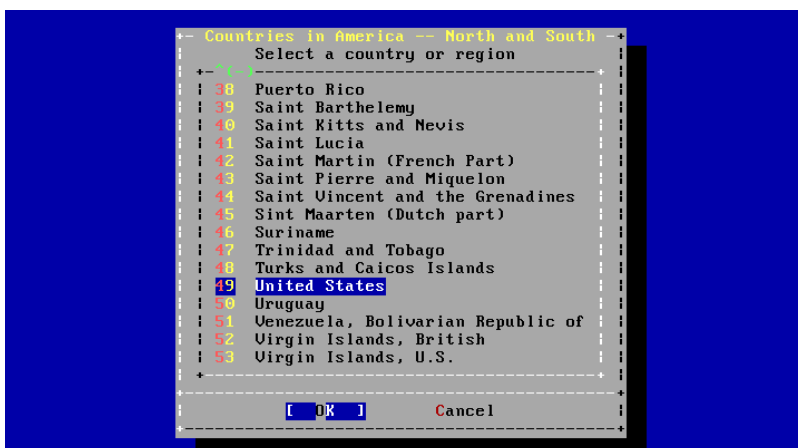 Countries in America -- North and South
Select a country or region
^(-)
38 Puerto Rico
39 Saint Barthelemy
40 Saint Kitts and Nevis
41 Saint Lucia
42 Saint Martin (French Part)
43 Saint Pierre and Miquelon
44 Saint Vincent and the Grenadines
45 Sint Maarten (Dutch part)
46 Suriname
47 Trinidad and Tobago
48 Turks and Caicos Islands
49 United States
50 Uruguay
51 Venezuela, Bolivarian Republic of
52 Virgin Islands, British
53 Virgin Islands, U.S.
[ OK ] Cancel